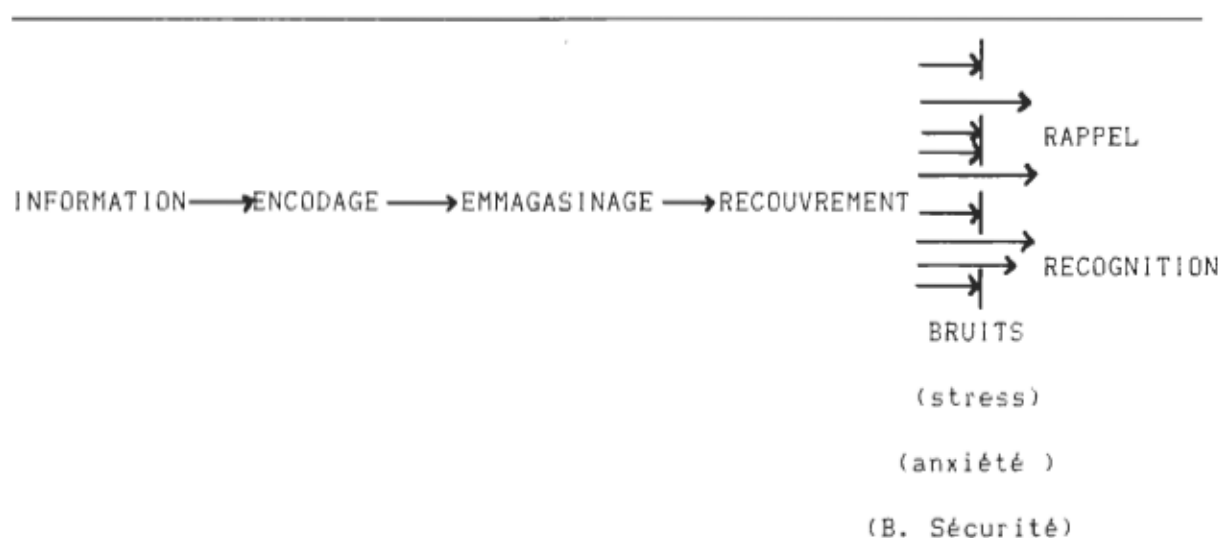 RAPPEL
INFORMATION ENCODAGE EMMAGASINAGE RECOUVREMENT
RECOGNITION
BRUITS
(stress)
(anxiété )
(B. Sécurité)